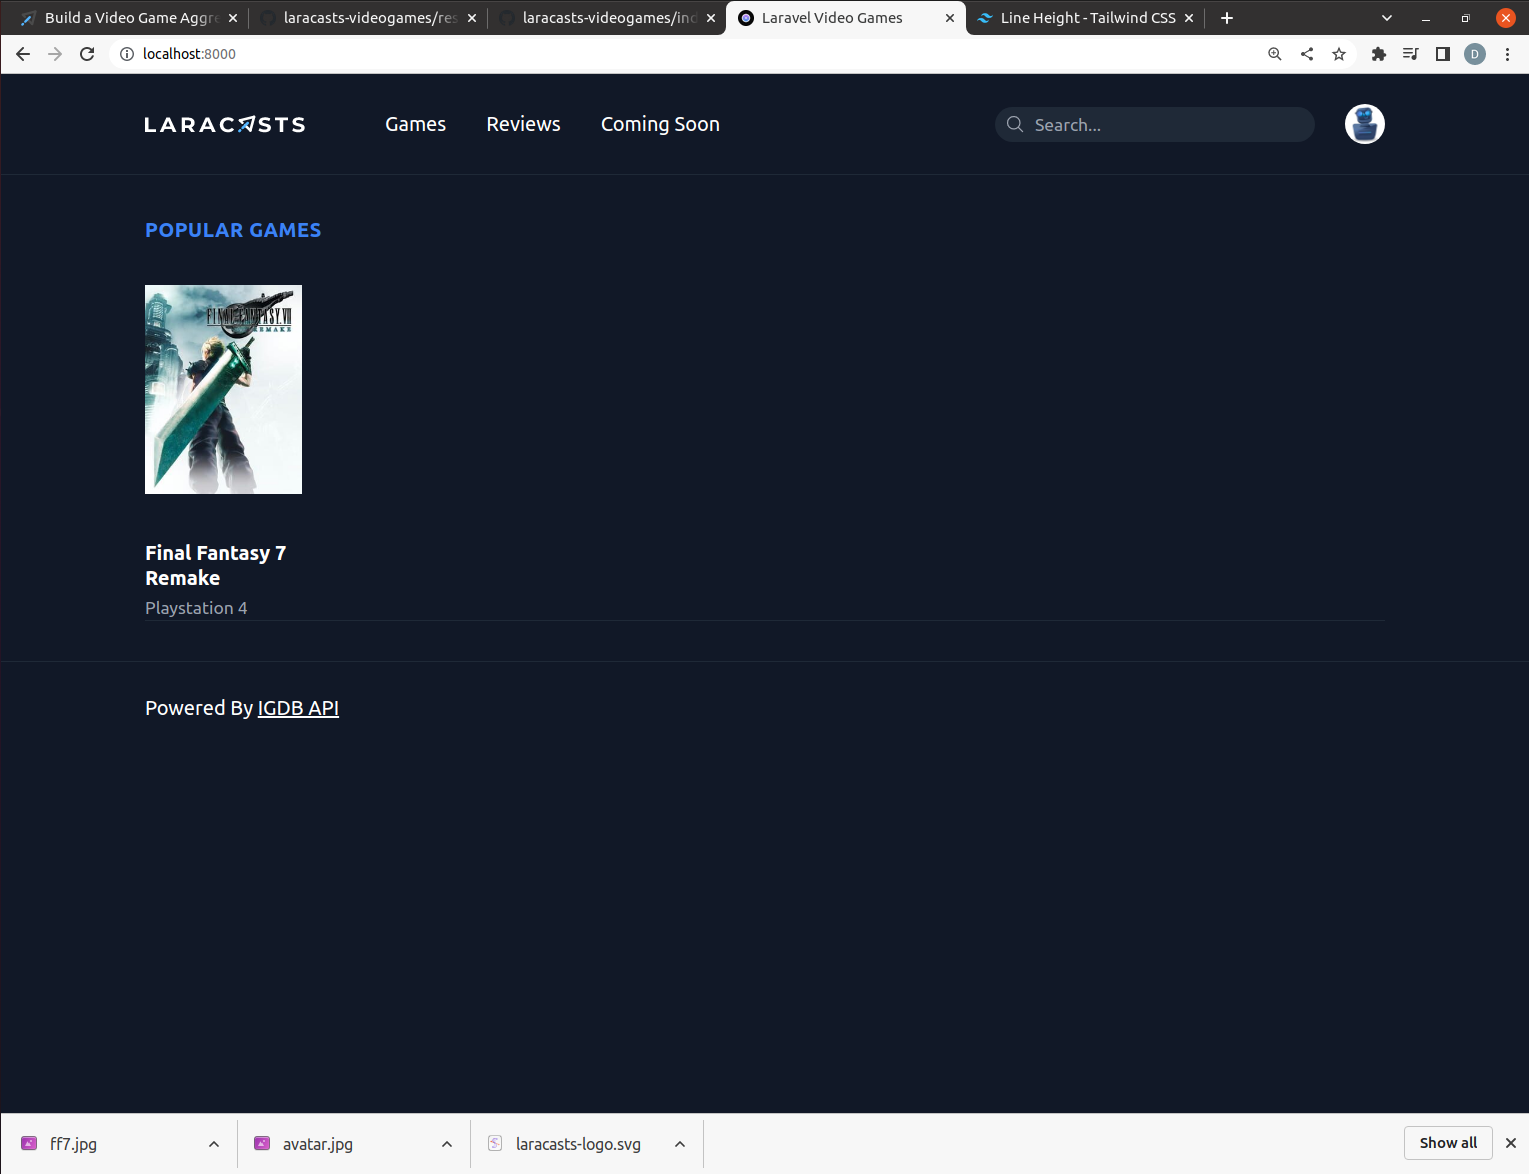 Build a Video Game Aggre
laracasts-videogames/res
laracasts-videogames/ind
Laravel Video Games
Line Height - Tailwind CSS
localhost:8000
D
LARACASTS
Games
Reviews
Coming Soon
Search...
POPULAR GAMES
FINAL FANTASY VII
REMAKE
Final Fantasy 7
Remake
Playstation 4
Powered By IGDB API
ff7.jpg
avatar.jpg
laracasts-logo.svg
Show all